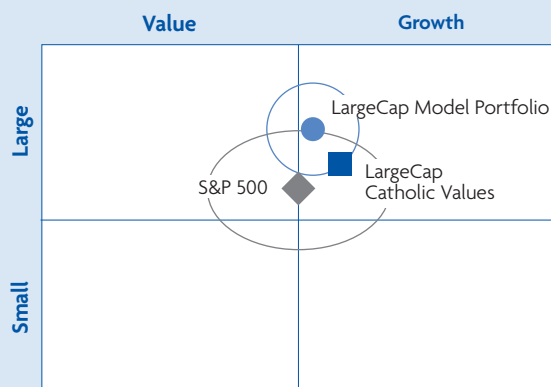 Value
Growth
Large
LargeCap Model Portfolio
S&P 500
LargeCap
Catholic Values
Small